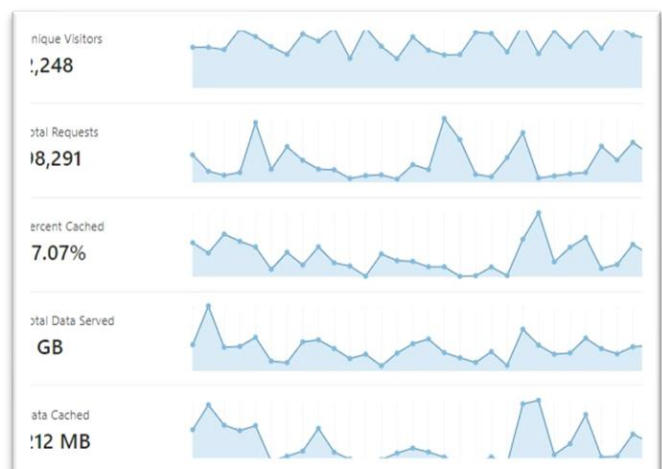 nique Visitors
,248
otal Requests
8,291
ercent Cached
7.07%
otal Data Served
GB
ata Cached
212 MB